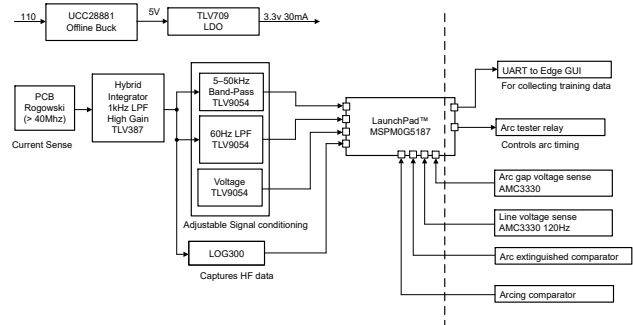 110
UCC28881
Offline Buck
5V
TLV709
LDO
3.3v 30mA
PCB
Rogowski
(> 40Mhz)
Current Sense
Hybrid
Integrator
1kHz LPF
High Gain
TLV387
5–50kHz
Band-Pass
TLV9054
60Hz LPF
TLV9054
Voltage
TLV9054
Adjustable Signal conditioning
LOG300
Captures HF data
LaunchPad™
MSPM0G5187
UART to Edge GUI
For collecting training data
Arc tester relay
Controls arc timing
Arc gap voltage sense
AMC3330
Line voltage sense
AMC3330 120Hz
Arc extinguished comparator
Arcing comparator